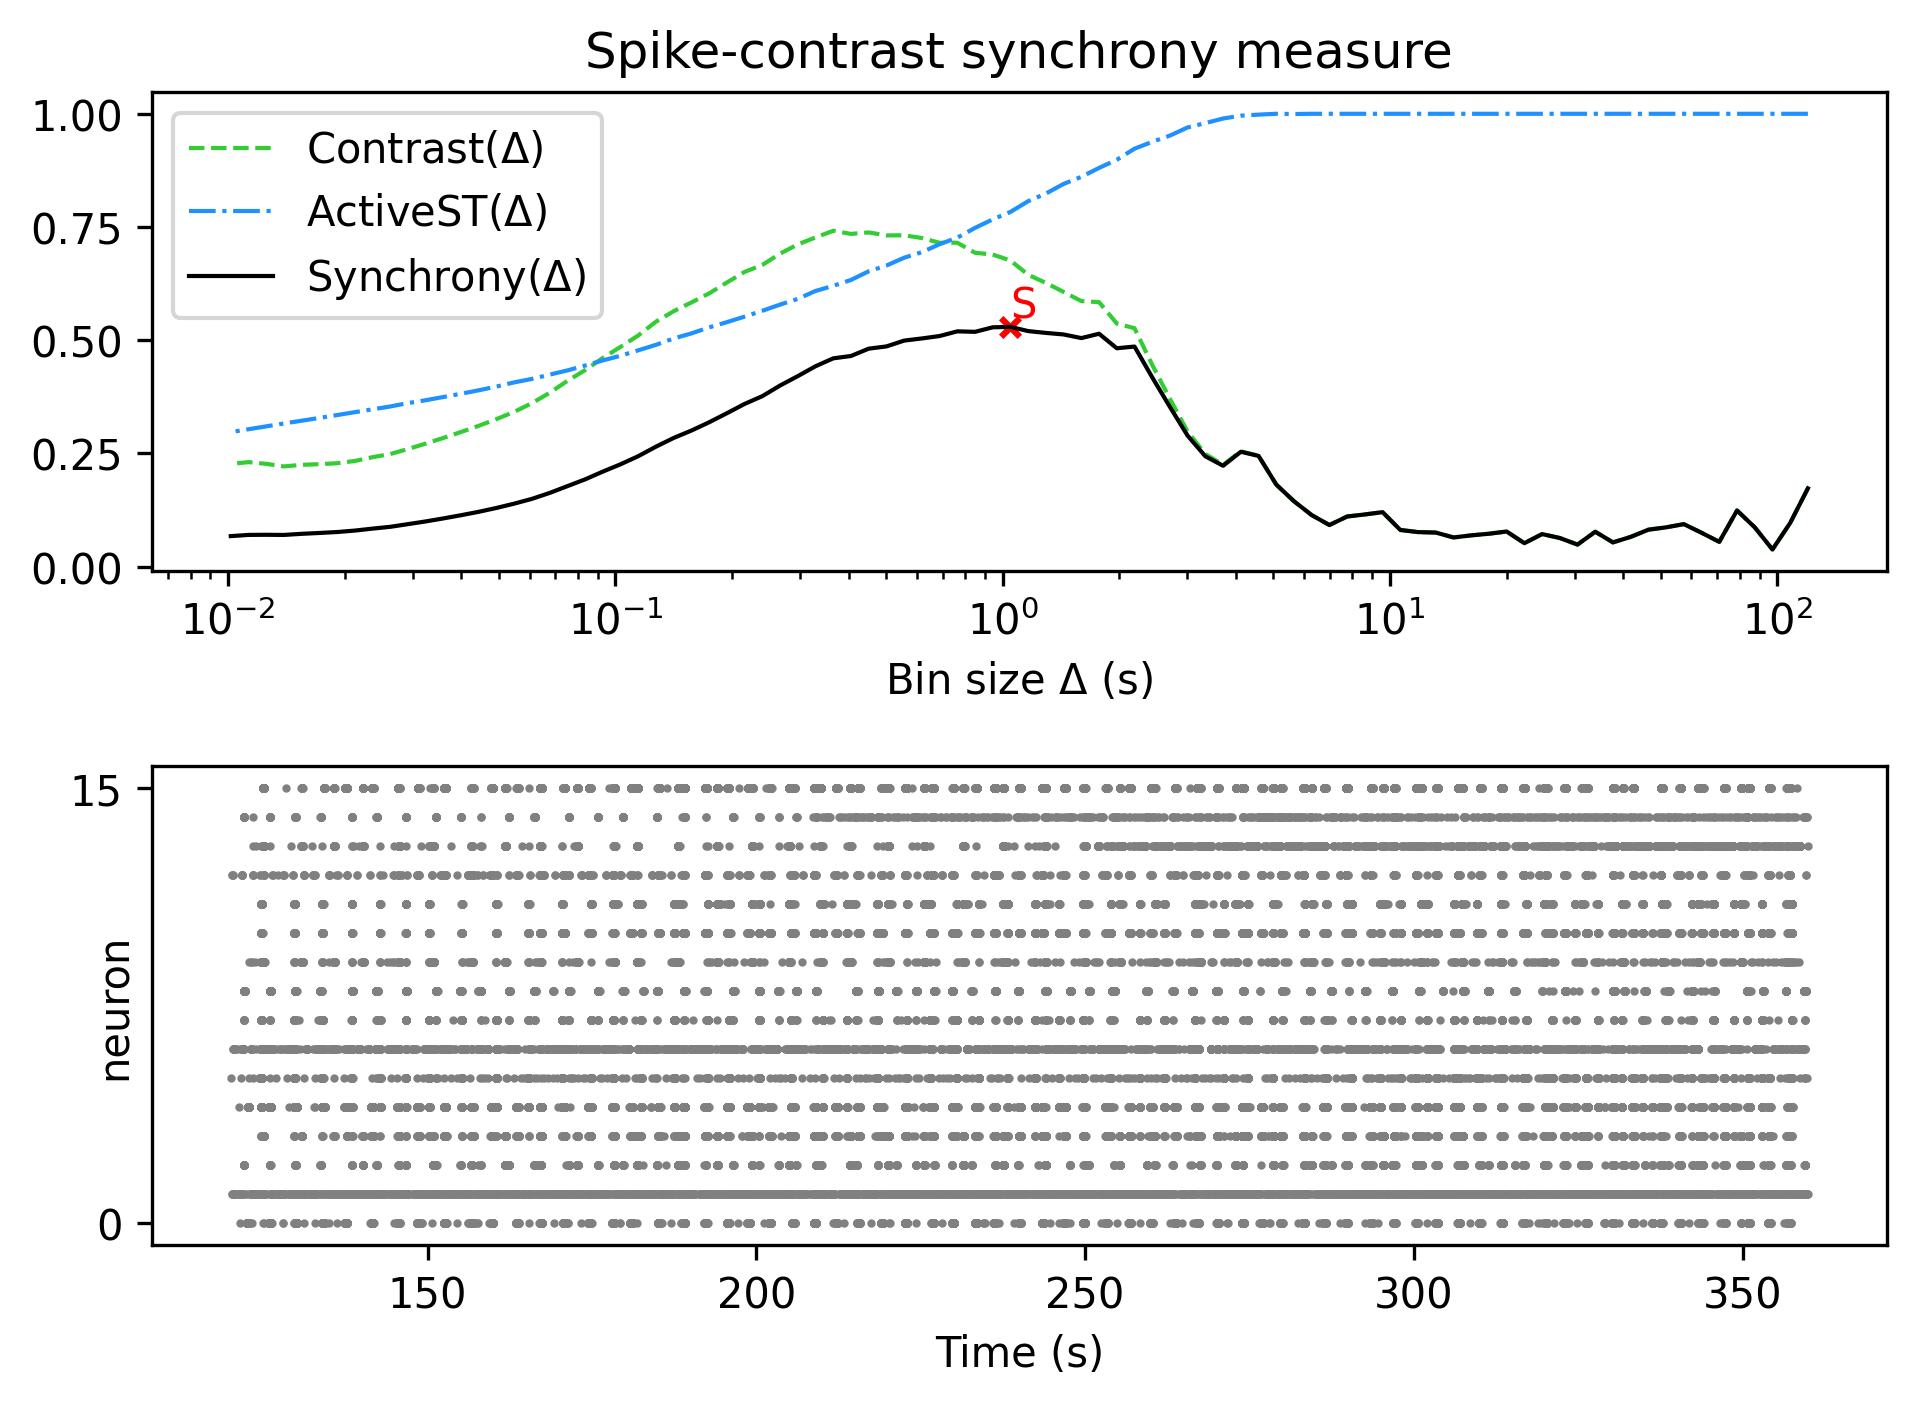 Spike-contrast synchrony measure
1.00
0.75
0.50
0.25
0.00
Contrast(Δ)
ActiveST(Δ)
Synchrony(Δ)
S
10⁻² 10⁻¹ 10⁰ 10¹ 10²
Bin size Δ (s)
15
0
neuron
150 200 250 300 350
Time (s)